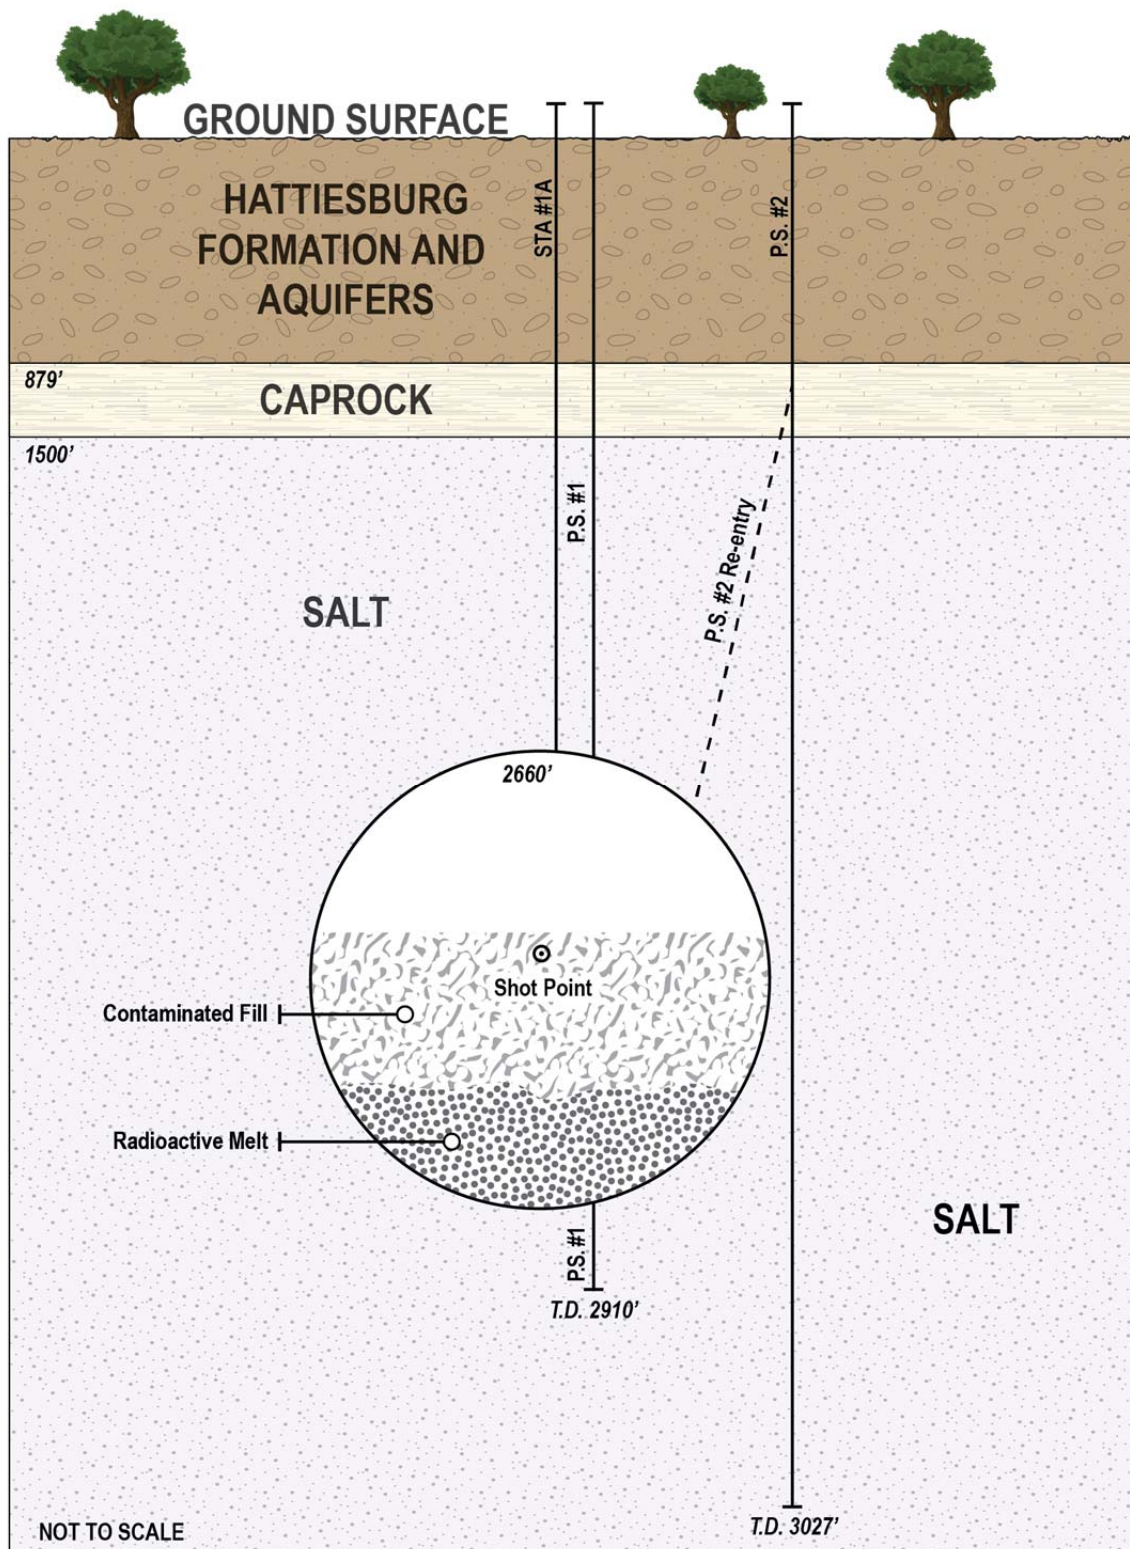 GROUND SURFACE
HATTIESBURG
FORMATION AND
AQUIFERS
STA #1A
P.S. #2
879’
CAPROCK
1500’
P.S. #1
P.S. #2 Re-entry
SALT
2660’
Shot Point
Contaminated Fill
Radioactive Melt
SALT
P.S. #1
T.D. 2910’
T.D. 3027’
NOT TO SCALE